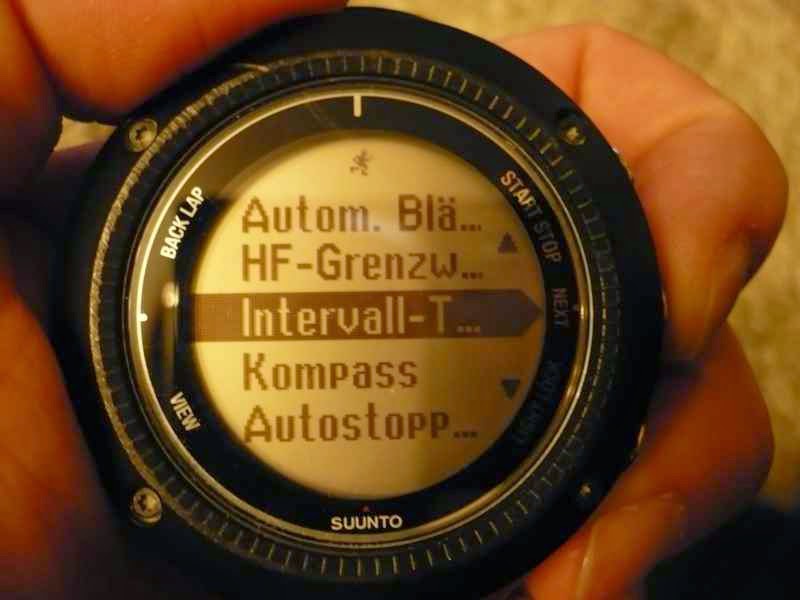 BACK LAP
START STOP
Autom. Blä...
HF-Grenzw...
Intervall-T...
NEXT
Kompass
Autostopp...
VIEW
LIGHT LOCK
SUUNTO